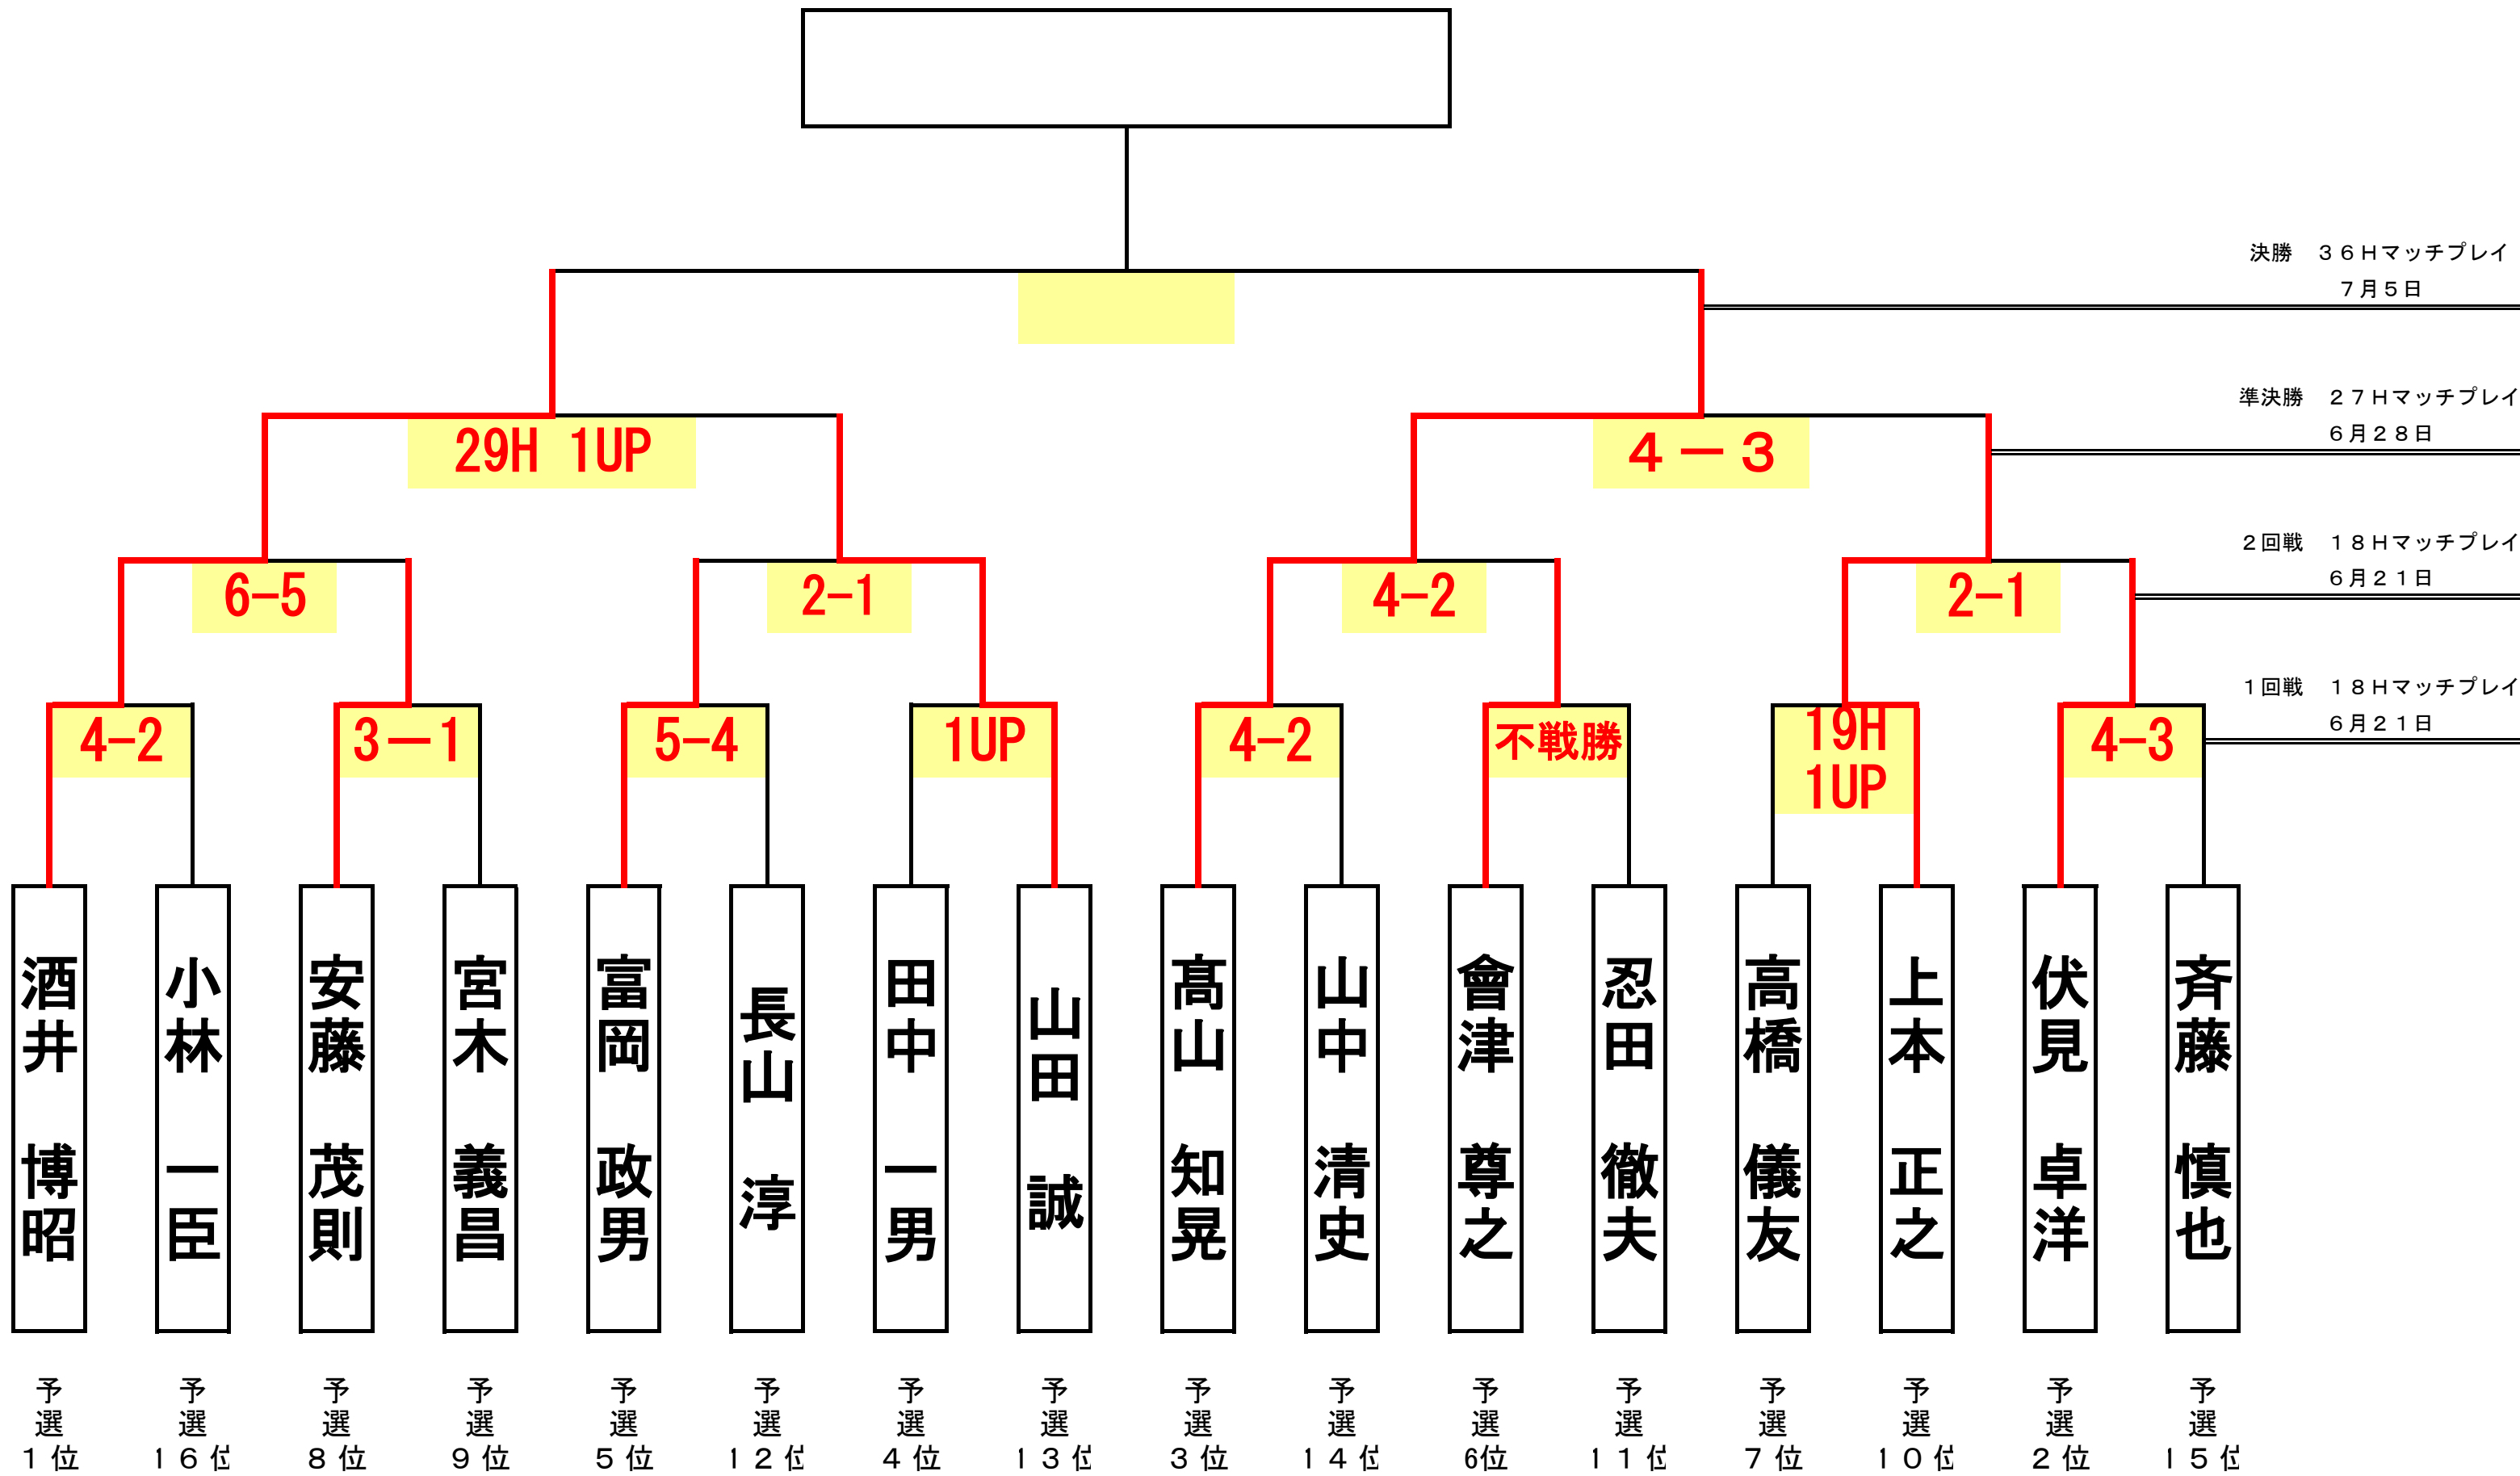 決勝　３６Ｈマッチプレイ
７月５日
準決勝　２７Ｈマッチプレイ
６月２８日
29H 1UP
４－３
２回戦　１８Ｈマッチプレイ
６月２１日
6-5
2-1
4-2
2-1
１回戦　１８Ｈマッチプレイ
６月２１日
4-2
3－1
5-4
1UP
4-2
不戦勝
19H
1UP
4-3
酒井　博昭
小林　一臣
安藤　茂則
宮木　義昌
富岡　政男
長山　淳
田中　一男
山田　誠
髙山　知晃
山中　清史
會津　尊之
忍田　徹夫
高橋　儀友
上本　正之
伏見　卓洋
斉藤　慎也
予選１位
予選１６位
予選８位
予選９位
予選５位
予選１２位
予選４位
予選１３位
予選３位
予選１４位
予選6位
予選１１位
予選７位
予選１０位
予選２位
予選１５位